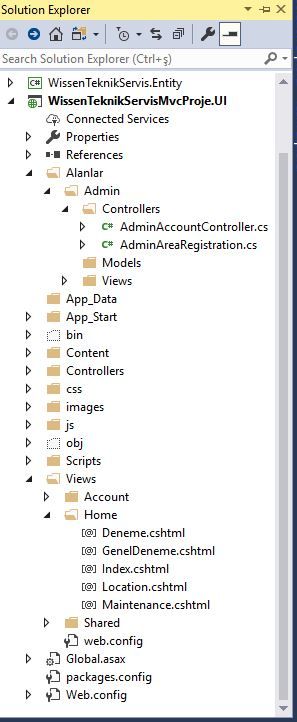 Solution Explorer
Search Solution Explorer (Ctrl+ş)
C# WissenTeknikServis.Entity
WissenTeknikServisMvcProje.UI
Connected Services
Properties
References
Alanlar
Admin
Controllers
C# AdminAccountController.cs
C# AdminAreaRegistration.cs
Models
Views
App_Data
App_Start
bin
Content
Controllers
css
images
js
obj
Scripts
Views
Account
Home
[@] Deneme.cshtml
[@] GenelDeneme.cshtml
[@] Index.cshtml
[@] Location.cshtml
[@] Maintenance.cshtml
Shared
web.config
Global.asax
packages.config
Web.config